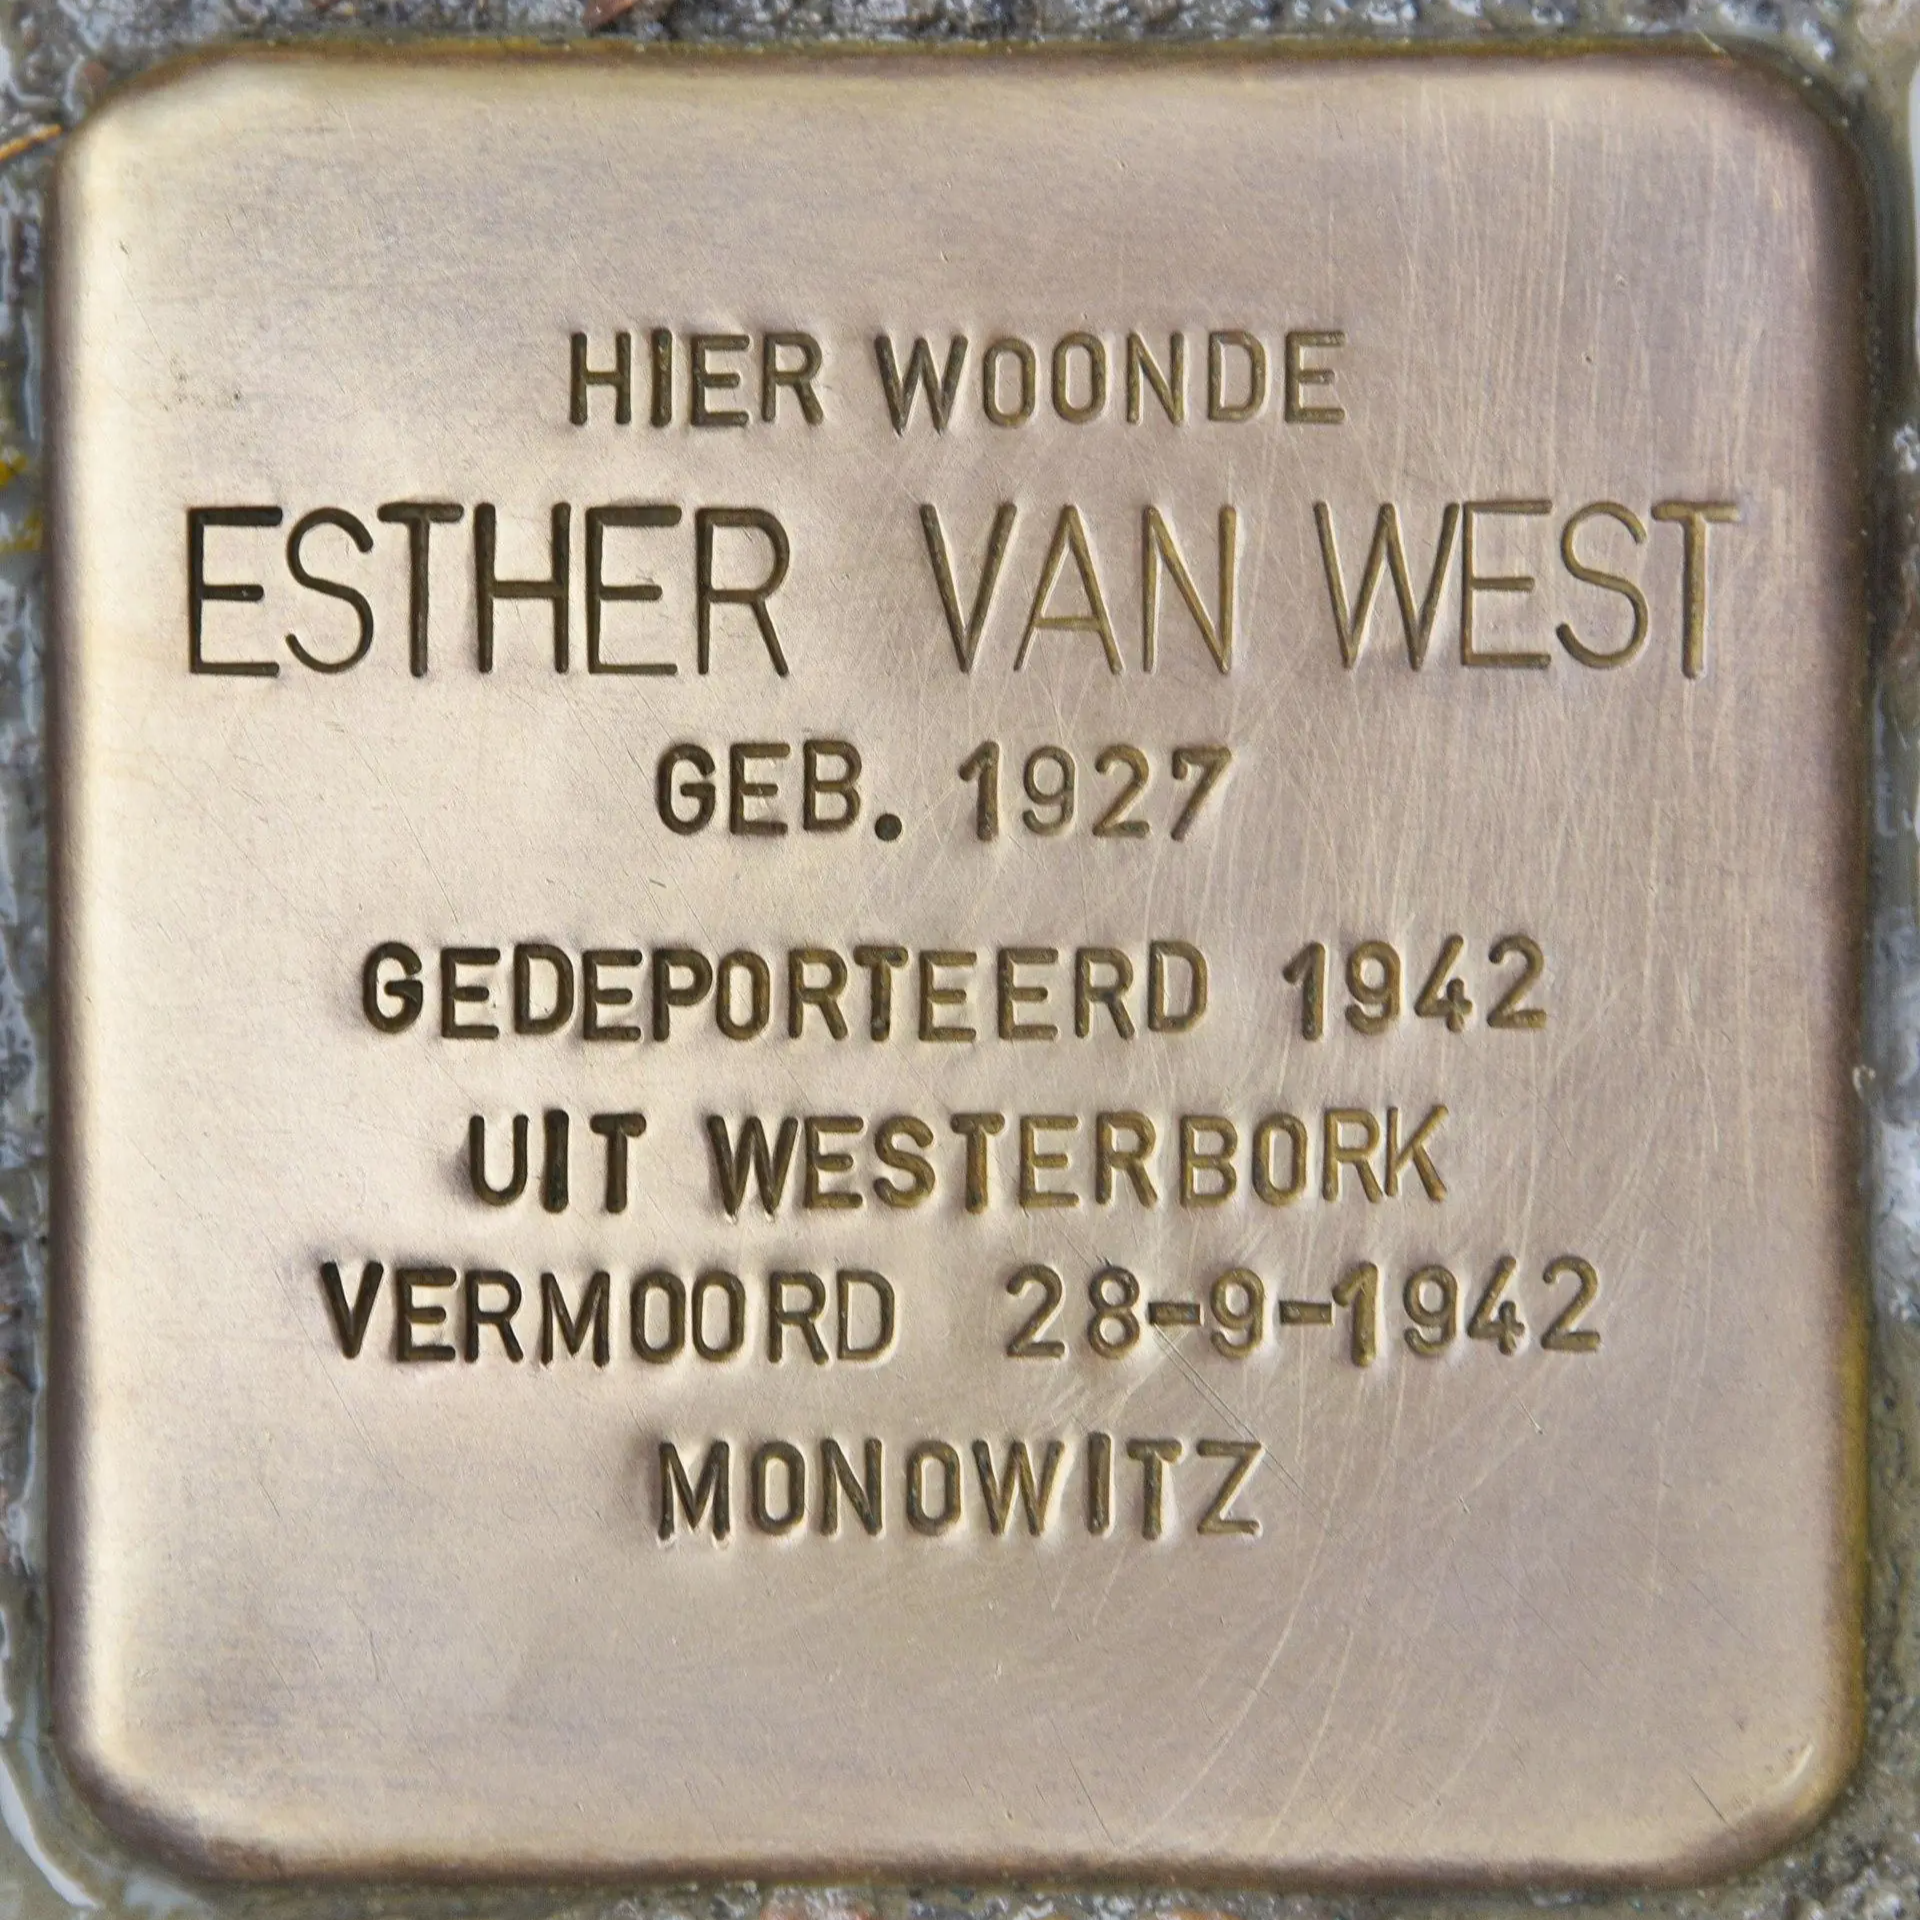 HIER WOONDE
ESTHER VAN WEST
GEB. 1927
GEDEPORTEERD 1942
UIT WESTERBORK
VERMOORD 28-9-1942
MONOWITZ